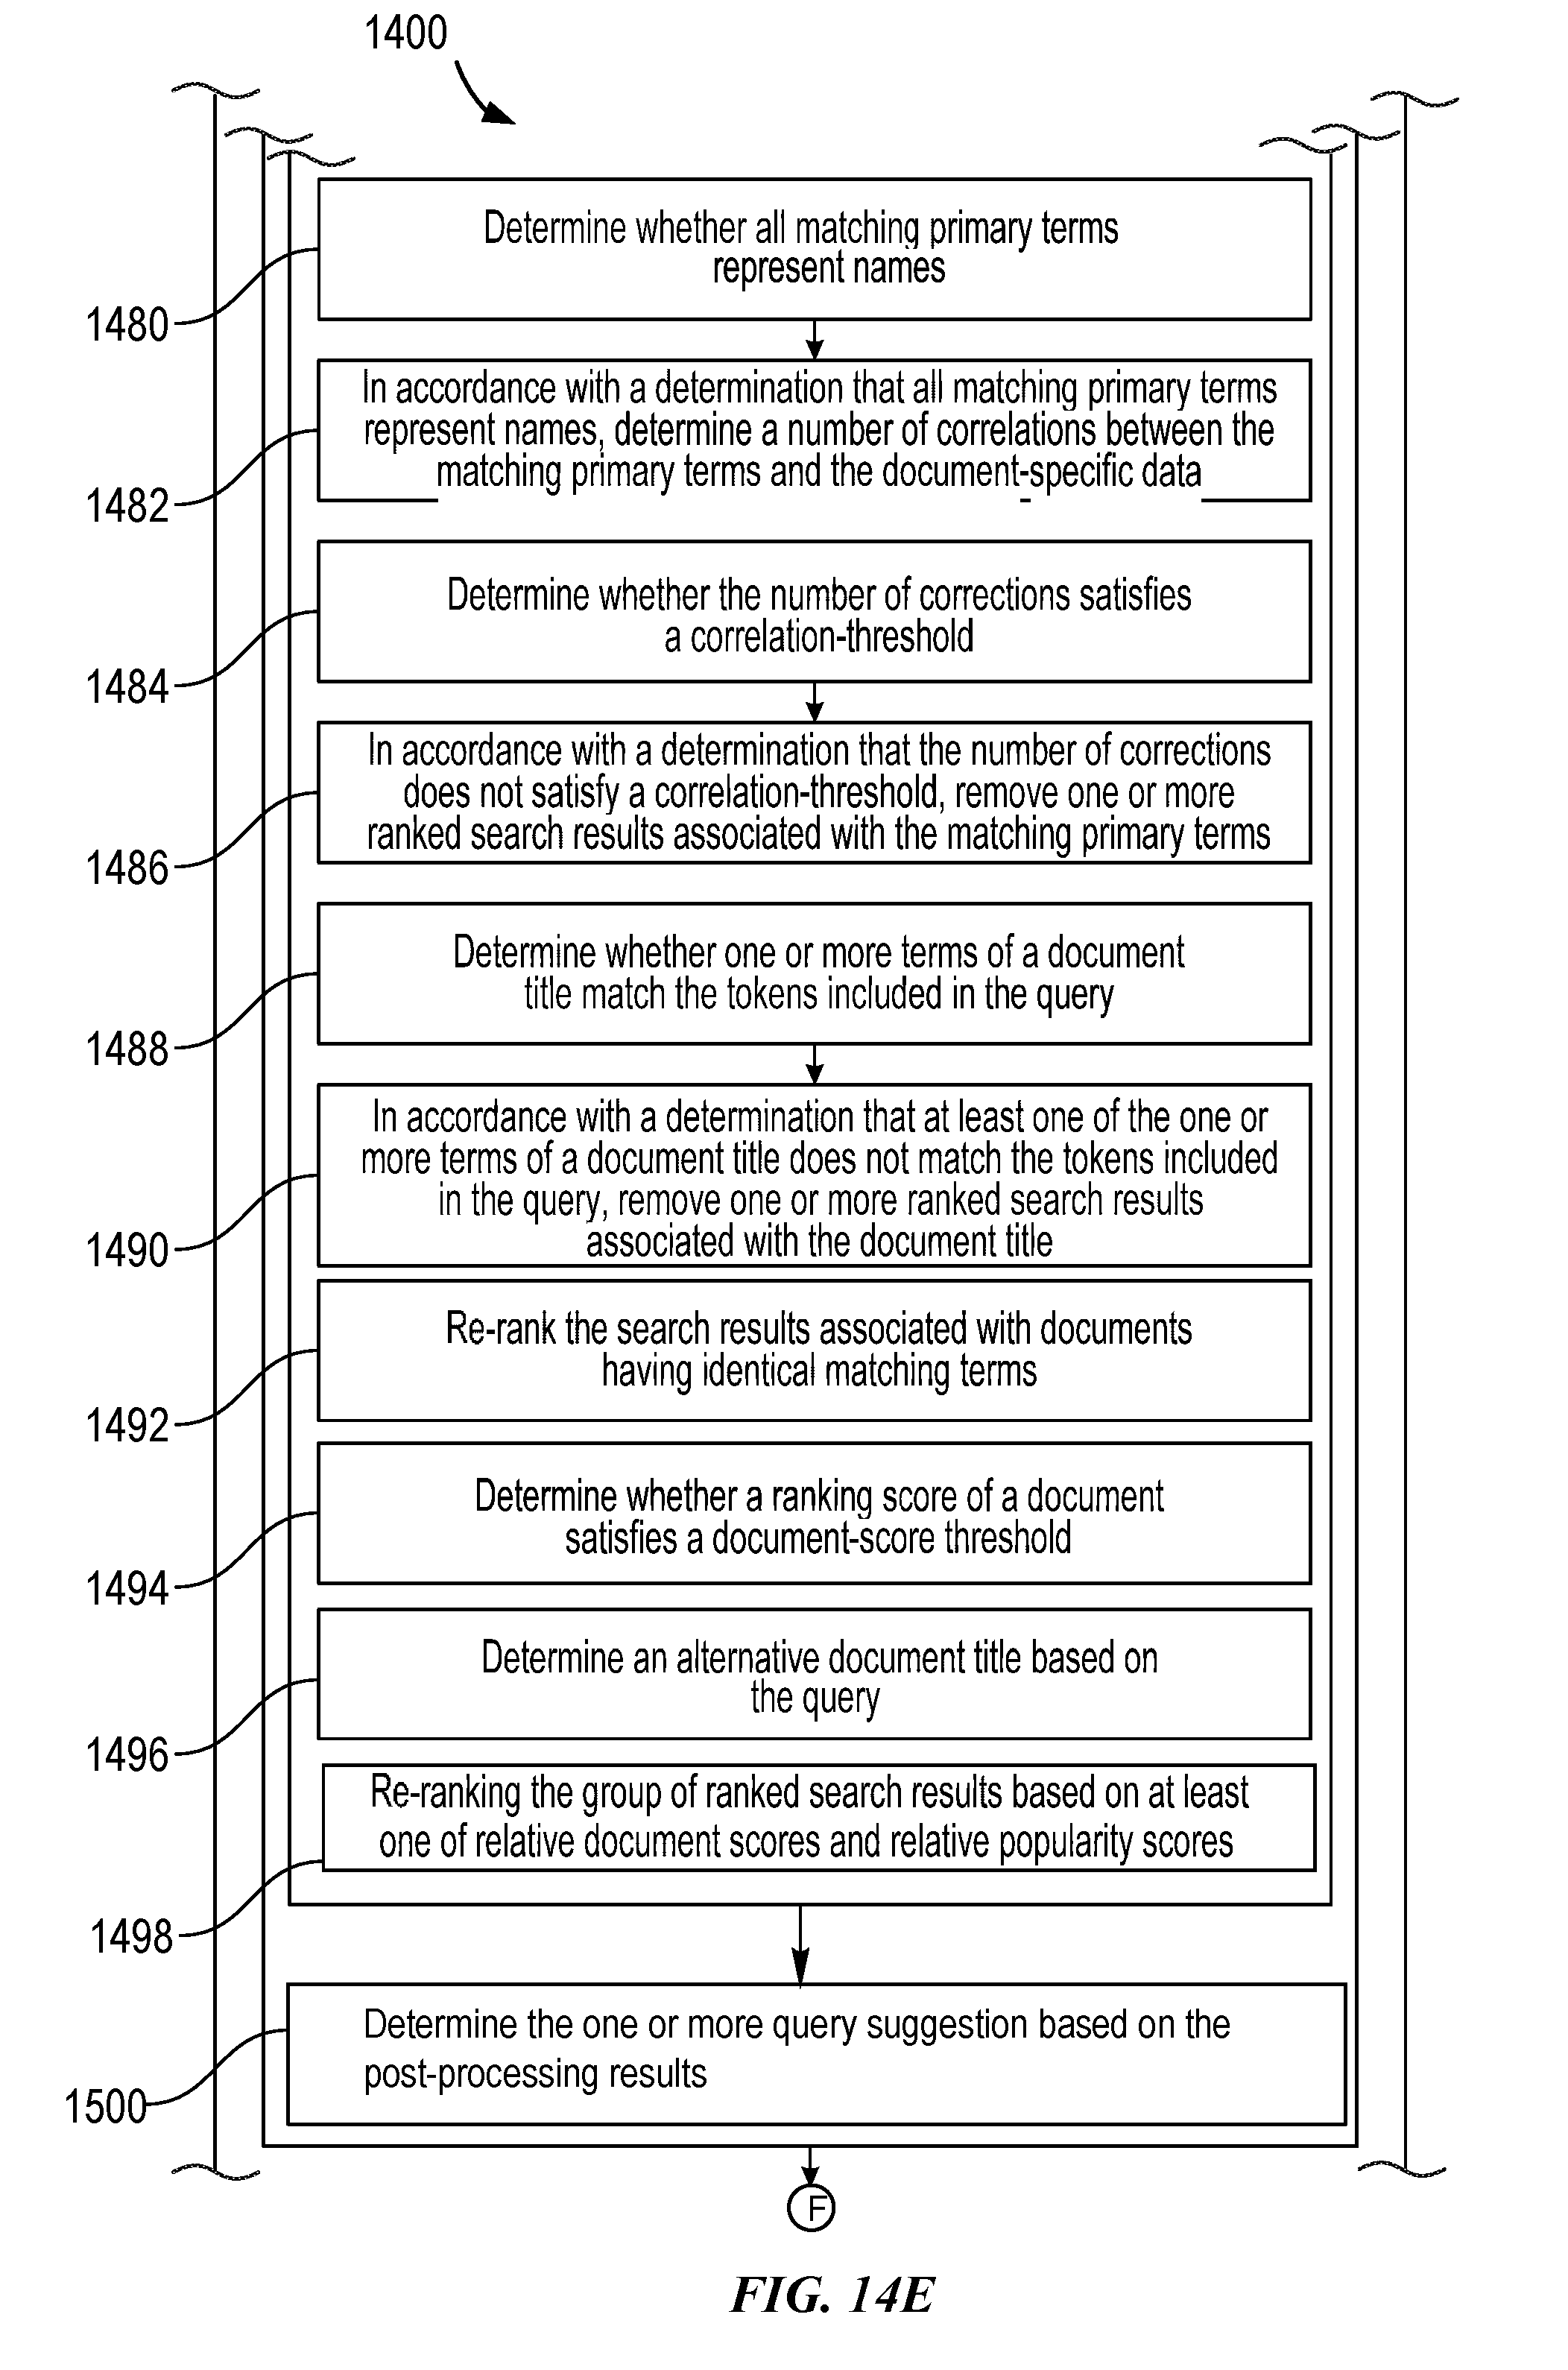 1400
Determine whether all matching primary terms
represent names
1480
In accordance with a determination that all matching primary terms
represent names, determine a number of correlations between the
matching primary terms and the document-specific data
1482
Determine whether the number of corrections satisfies
a correlation-threshold
1484
In accordance with a determination that the number of corrections
does not satisfy a correlation-threshold, remove one or more
ranked search results associated with the matching primary terms
1486
Determine whether one or more terms of a document
title match the tokens included in the query
1488
In accordance with a determination that at least one of the one or
more terms of a document title does not match the tokens included
in the query, remove one or more ranked search results
associated with the document title
1490
Re-rank the search results associated with documents
having identical matching terms
1492
Determine whether a ranking score of a document
satisfies a document-score threshold
1494
Determine an alternative document title based on
the query
1496
Re-ranking the group of ranked search results based on at least
one of relative document scores and relative popularity scores
1498
Determine the one or more query suggestion based on the
post-processing results
1500
F
FIG. 14E